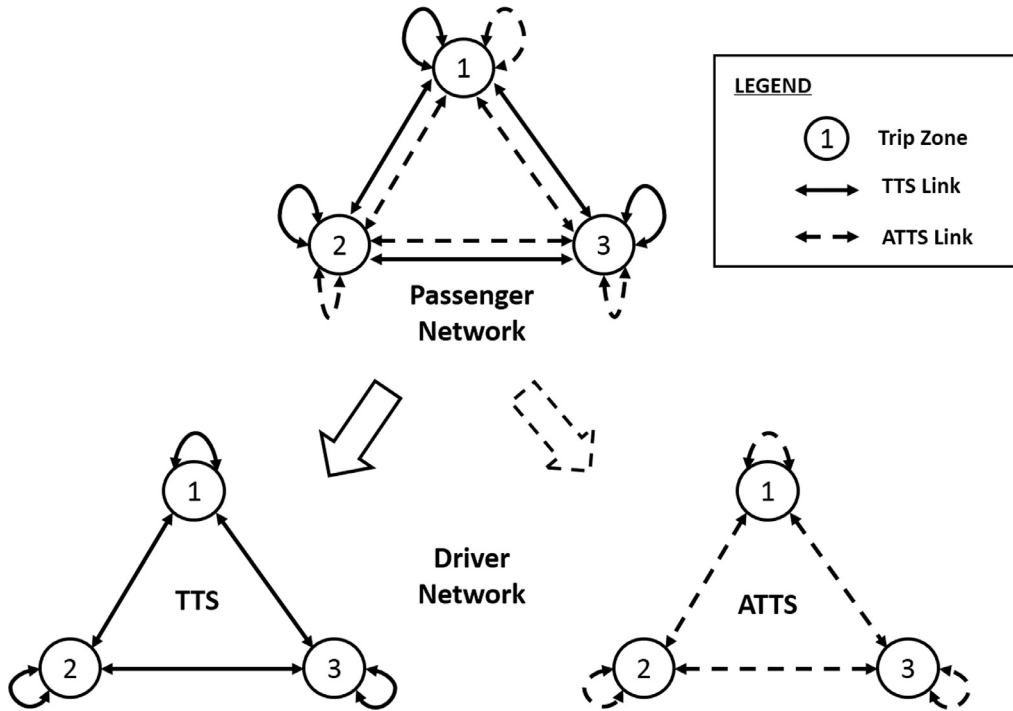 1
LEGEND
1 Trip Zone
TTS Link
ATTS Link
2
3
Passenger
Network
1
1
Driver
Network
TTS
ATTS
2
3
2
3